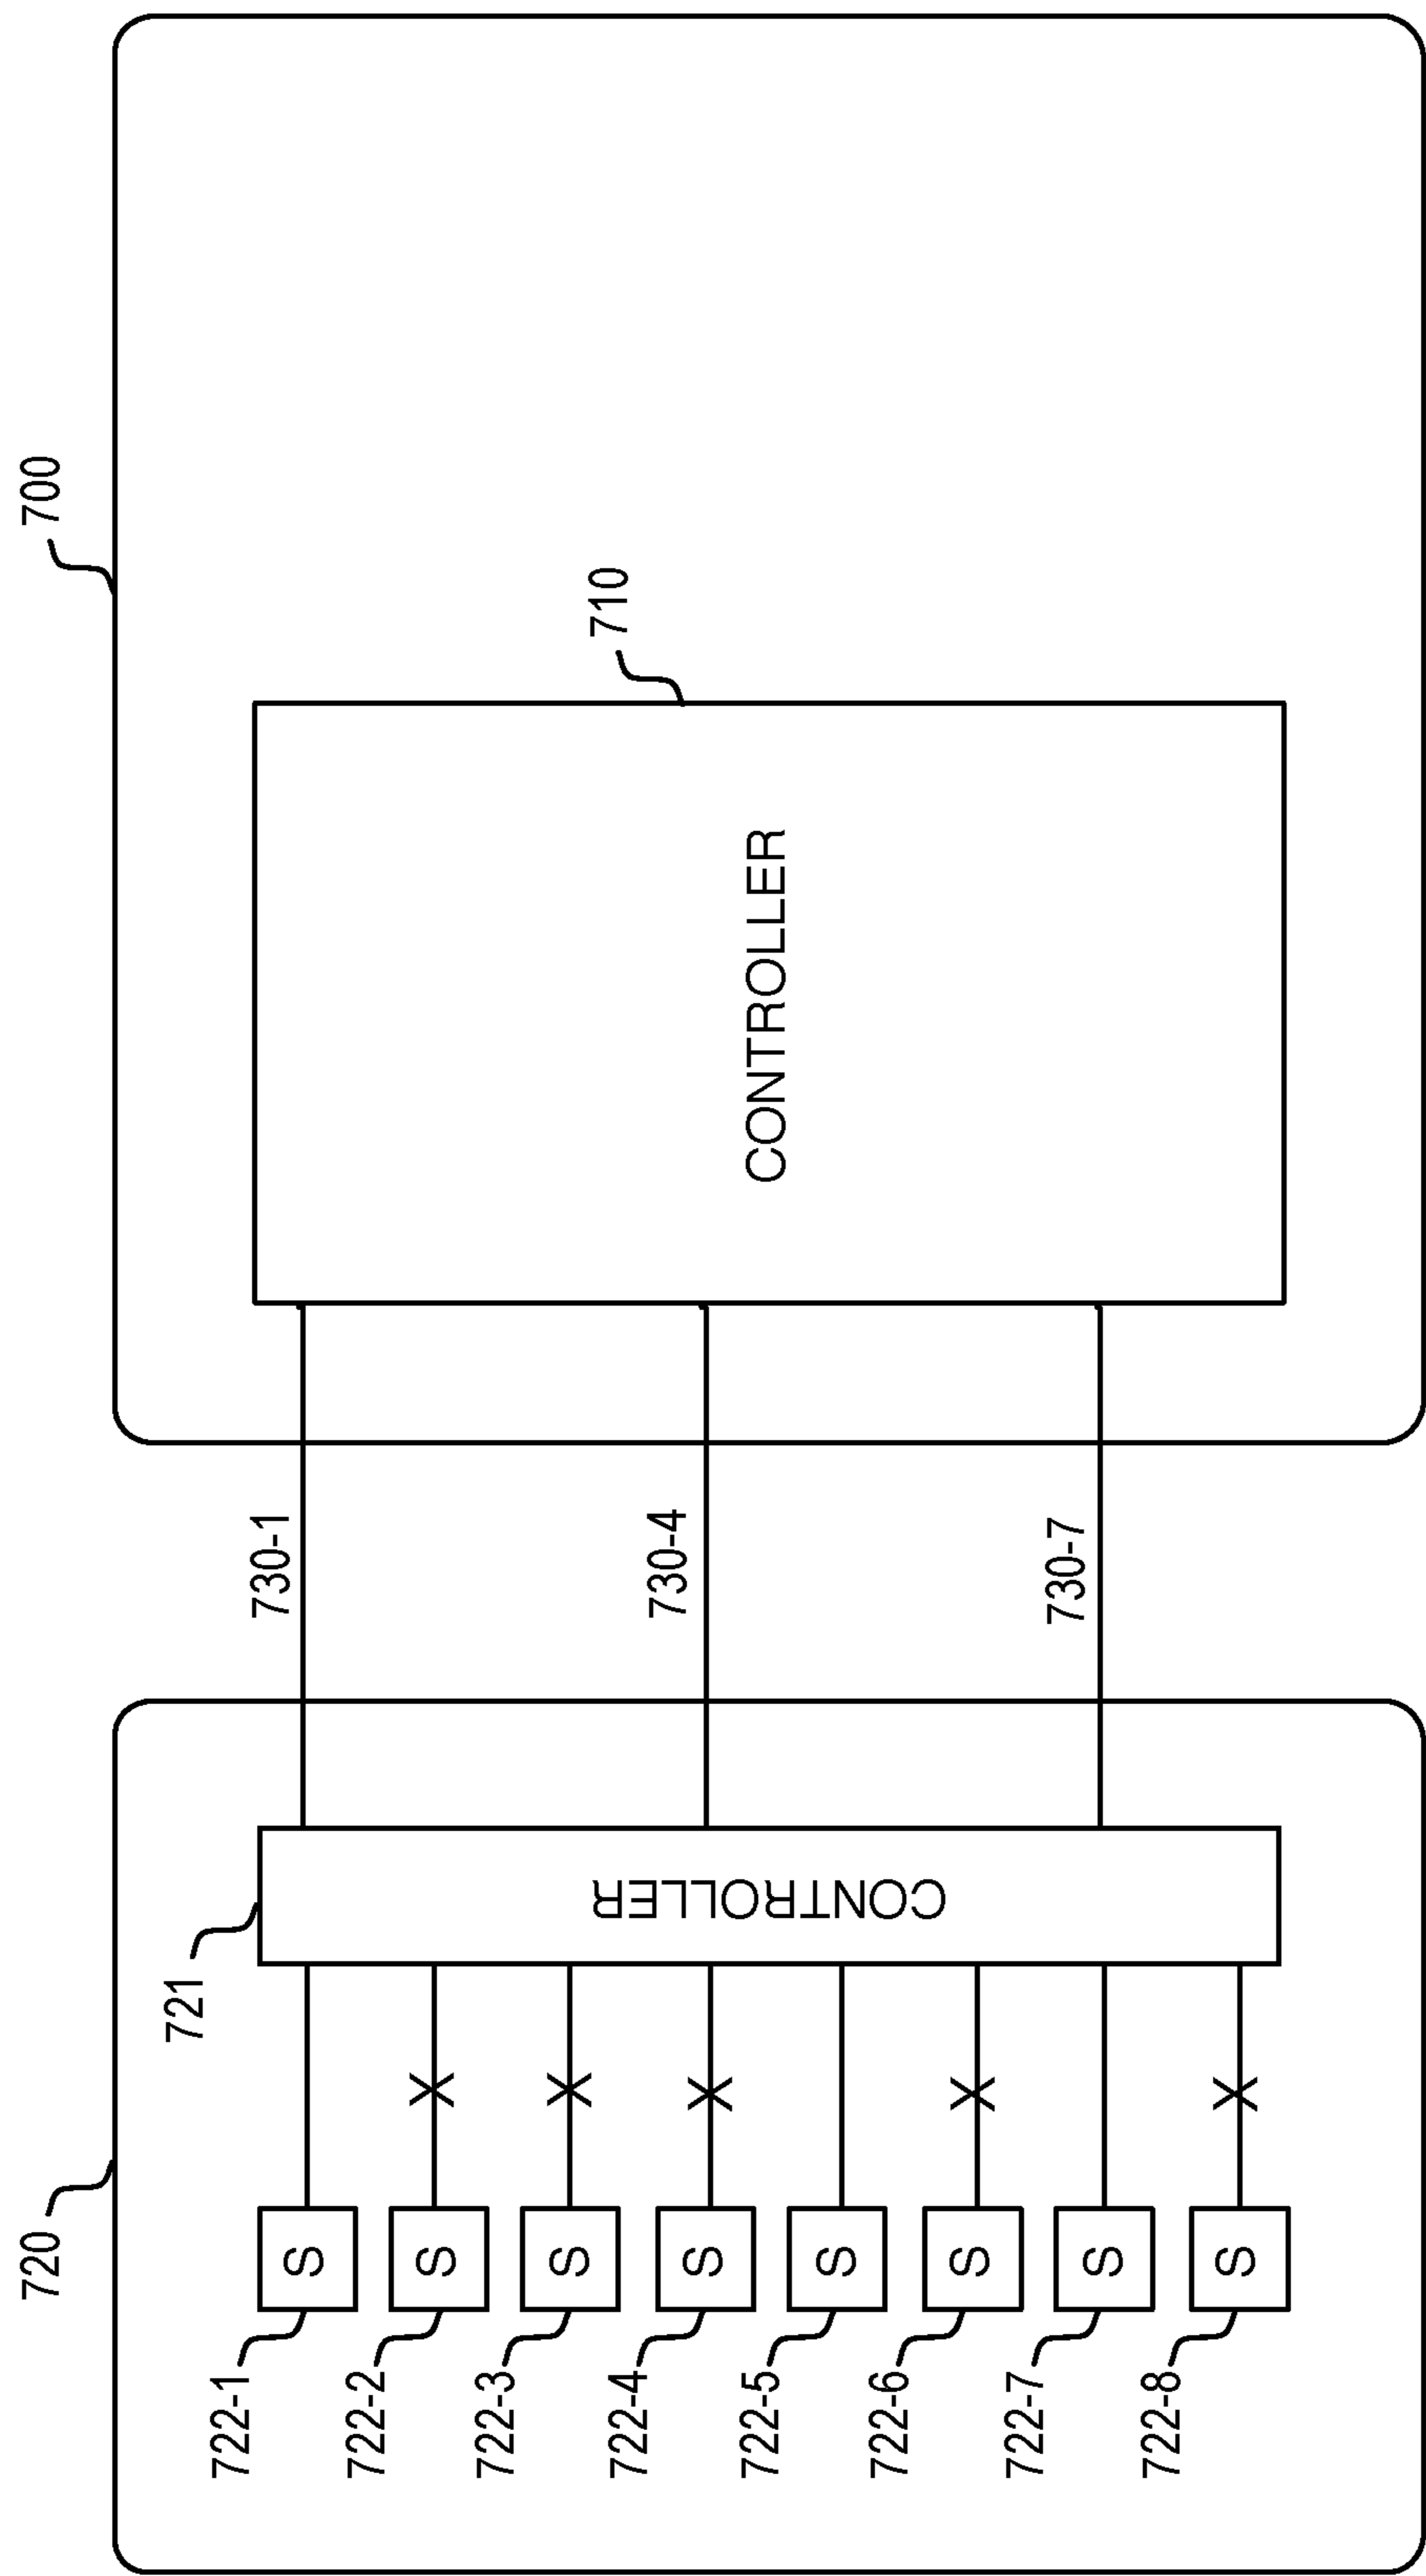 700
710
CONTROLLER
730-1
730-4
730-7
720
721
CONTROLLER
S
S
S
S
S
S
S
S
722-1
722-2
722-3
722-4
722-5
722-6
722-7
722-8
X
X
X
X
X